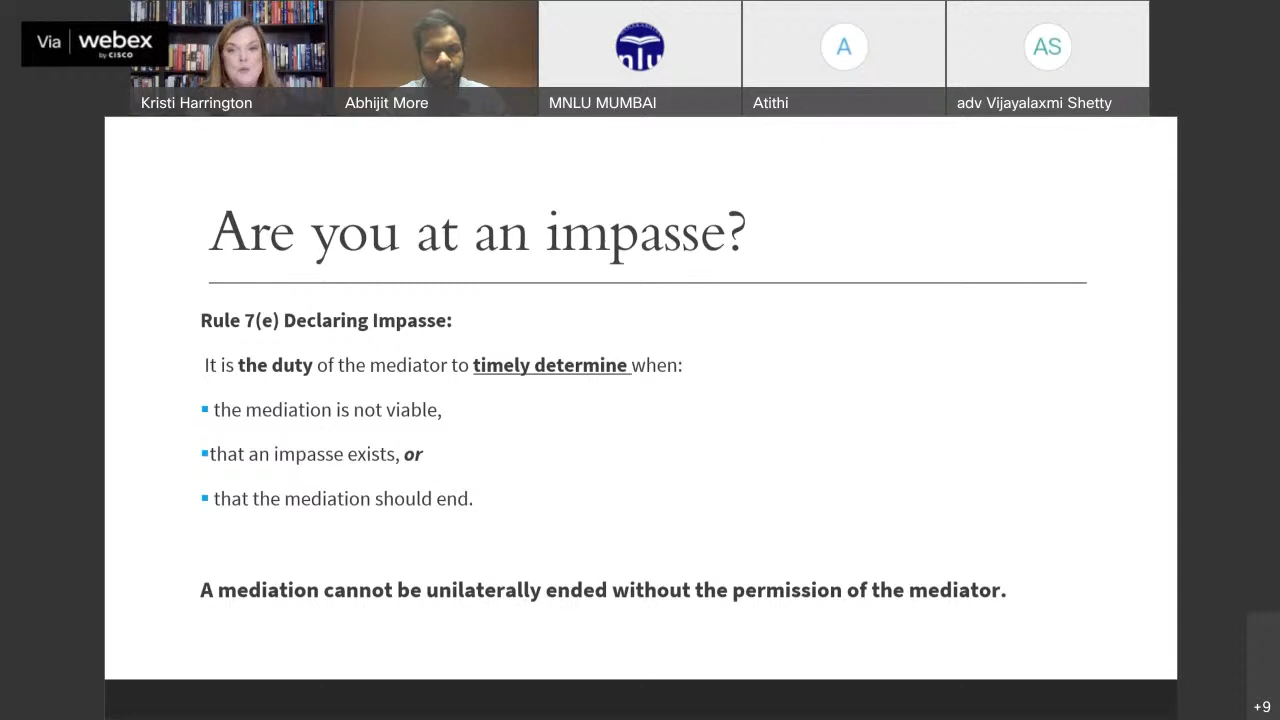 Via webex
by CISCO
Kristi Harrington
Abhijit More
MNLU MUMBAI
A
Atithi
AS
adv Vijayalaxmi Shetty
Are you at an impasse?
Rule 7(e) Declaring Impasse:
It is the duty of the mediator to timely determine when:
the mediation is not viable,
that an impasse exists, or
that the mediation should end.
A mediation cannot be unilaterally ended without the permission of the mediator.
+9